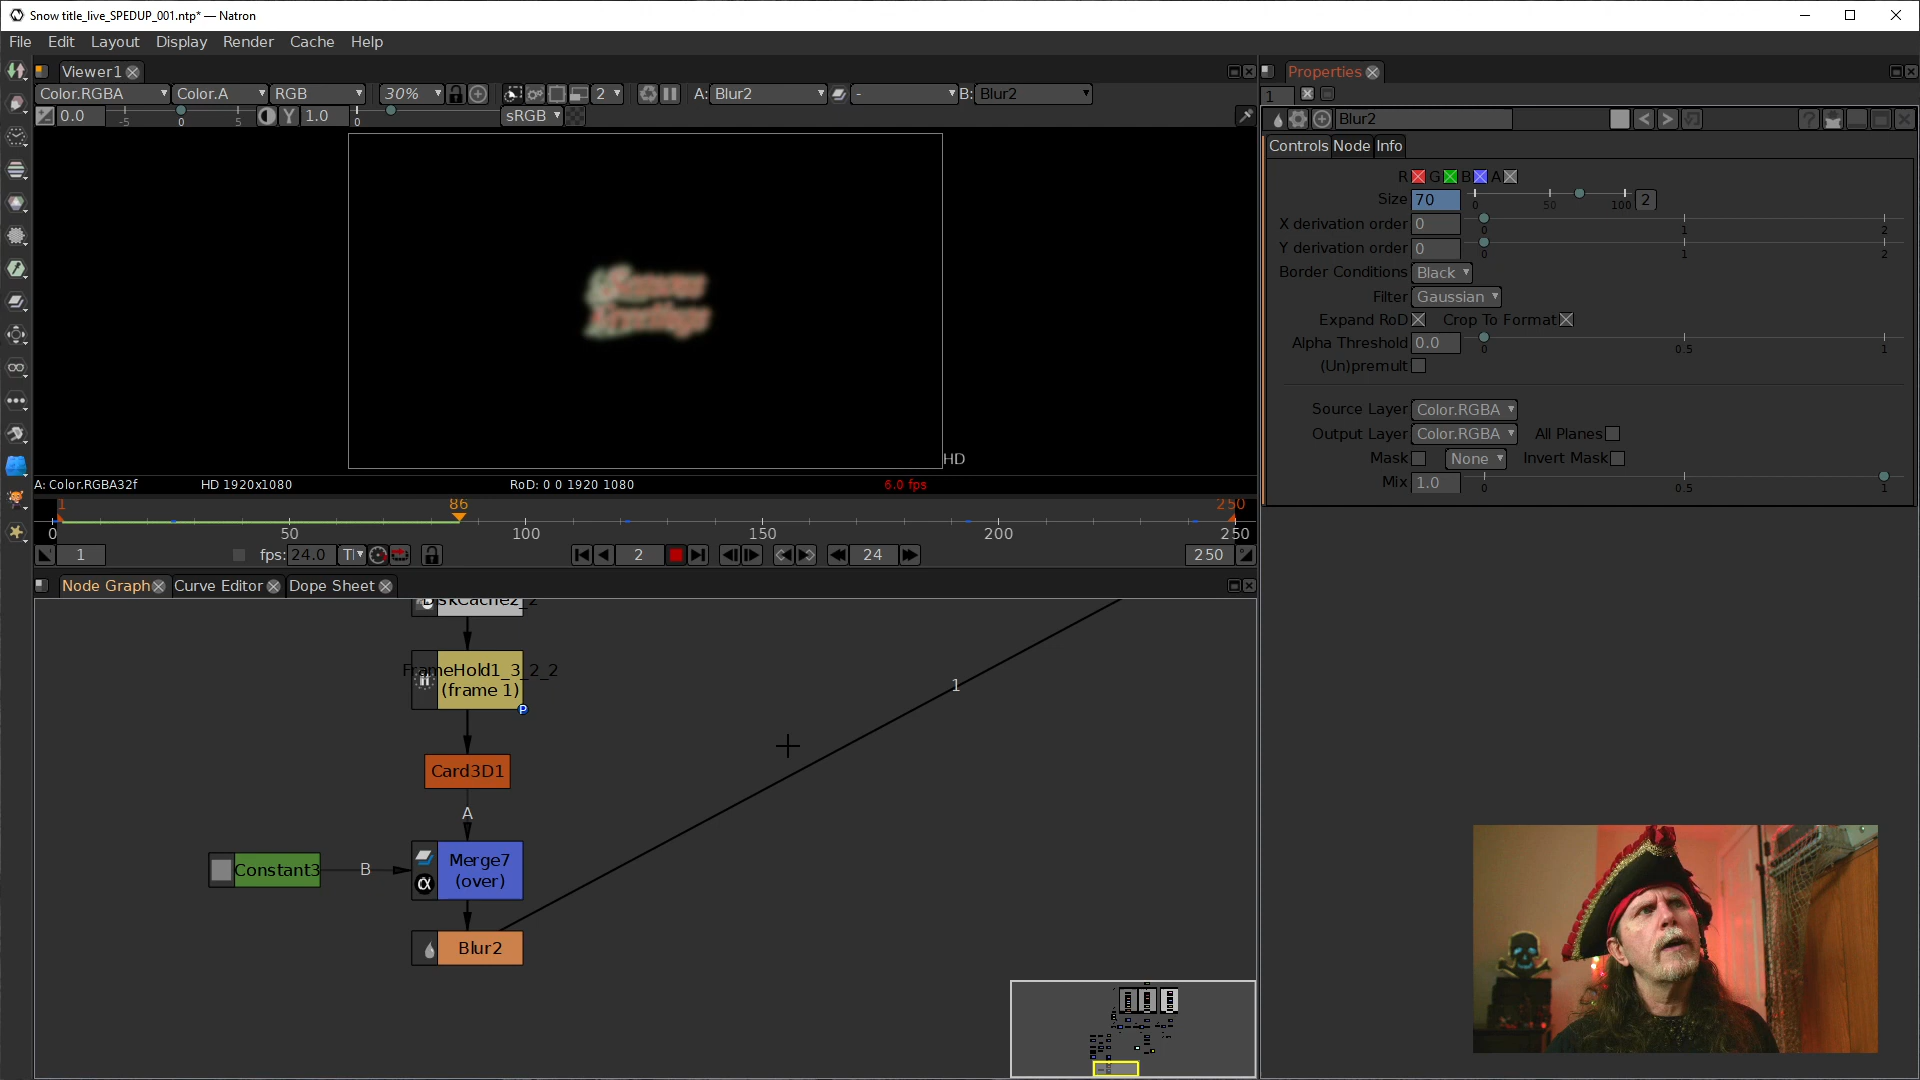 Snow title_live_SPEDUP_001.ntp* — Natron
File Edit Layout Display Render Cache Help
Viewer1
Color.RGBA Color.A RGB 30% 2 A: Blur2 - B: Blur2
0.0 -5 0 5 Y 1.0 0 sRGB
Greetings
HD
A: Color.RGBA32f HD 1920x1080 RoD: 0 0 1920 1080 6.0 fps
1 86 250
0 50 100 150 200 250
1 fps: 24.0 2 24 250
Node Graph Curve Editor Dope Sheet
FrameHold1_3_2_2
(frame 1)
P
1
Card3D1
A
Constant3 B Merge7
(over)
Blur2
Properties
1
Blur2
Controls Node Info
R G B A
Size 70 0 50 100 2
X derivation order 0 0 1 2
Y derivation order 0 0 1 2
Border Conditions Black
Filter Gaussian
Expand RoD Crop To Format
Alpha Threshold 0.0 0 0.5 1
(Un)premult
Source Layer Color.RGBA
Output Layer Color.RGBA All Planes
Mask None Invert Mask
Mix 1.0 0 0.5 1